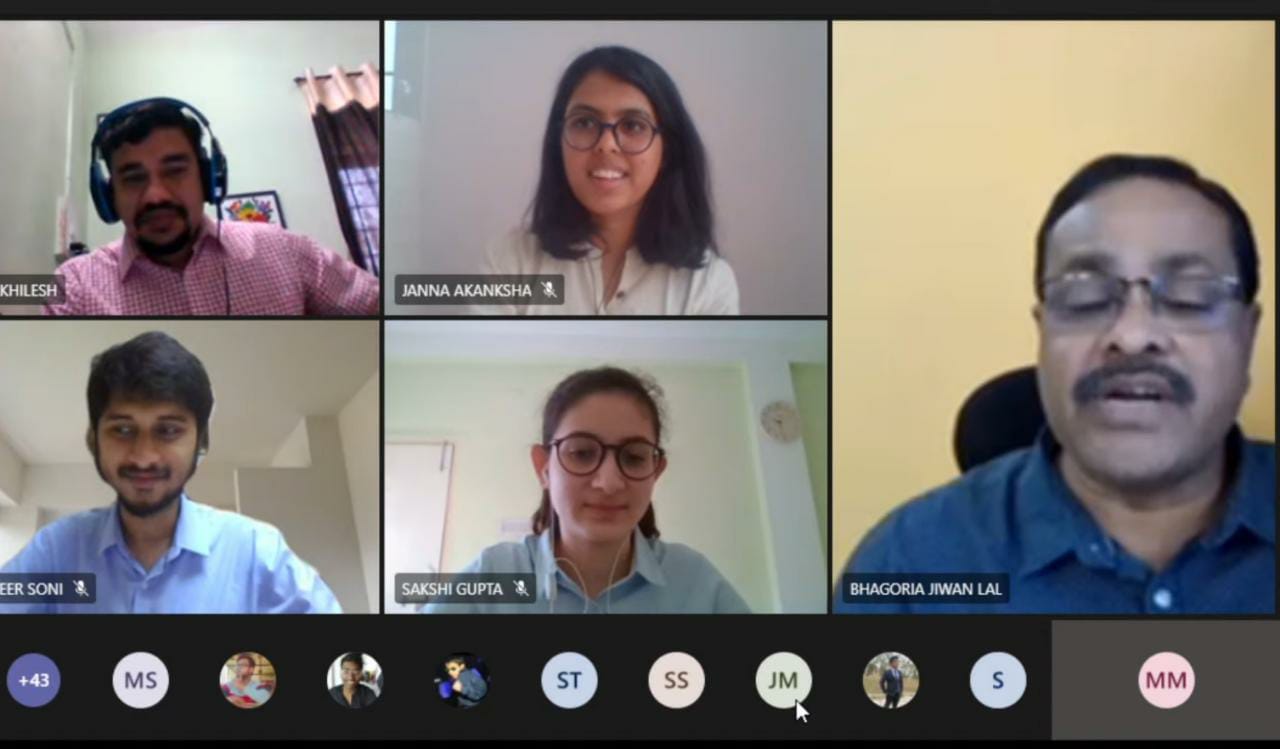 KHILESH
JANNA AKANKSHA
EER SONI
SAKSHI GUPTA
BHAGORIA JIWAN LAL
+43
MS
ST
SS
JM
S
MM